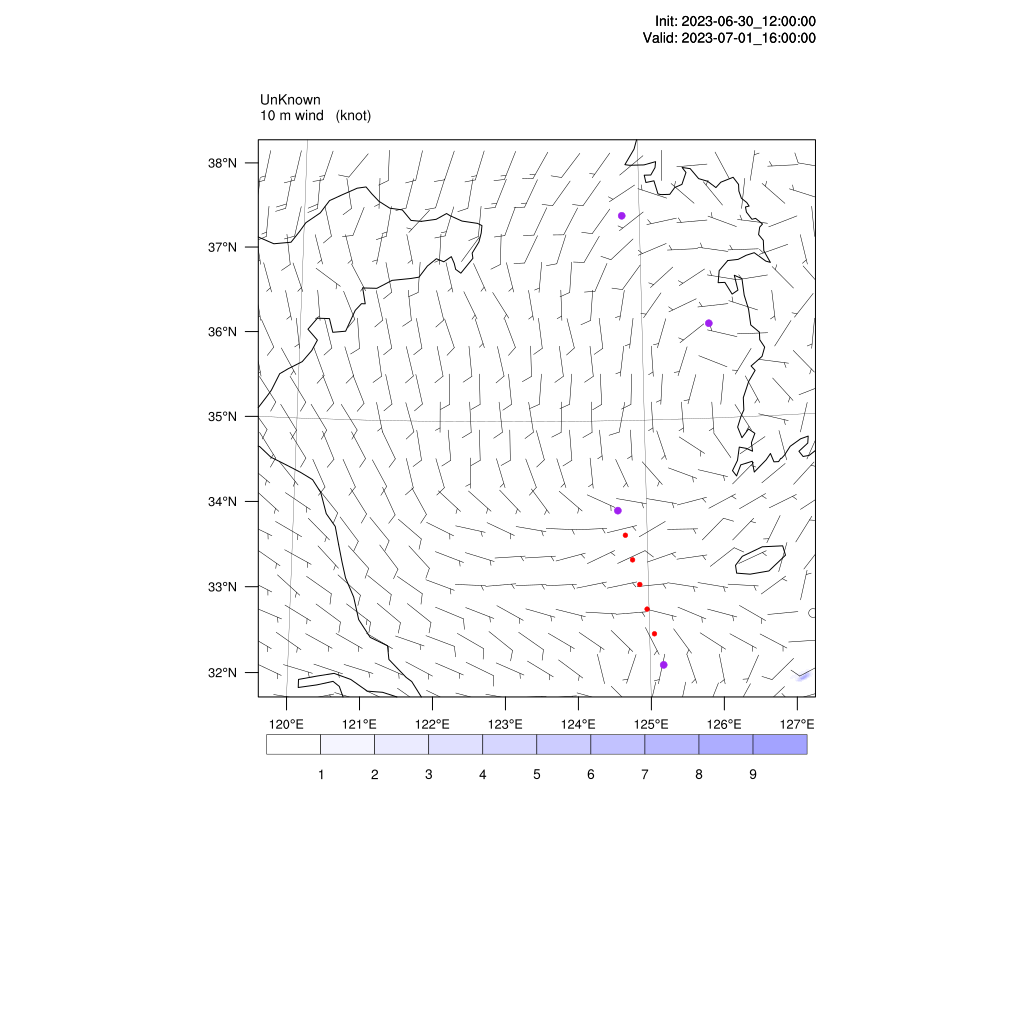 Init: 2023-06-30_12:00:00
Valid: 2023-07-01_16:00:00
UnKnown
10 m wind (knot)
38°N
37°N
36°N
35°N
34°N
33°N
32°N
120°E 121°E 122°E 123°E 124°E 125°E 126°E 127°E
1 2 3 4 5 6 7 8 9